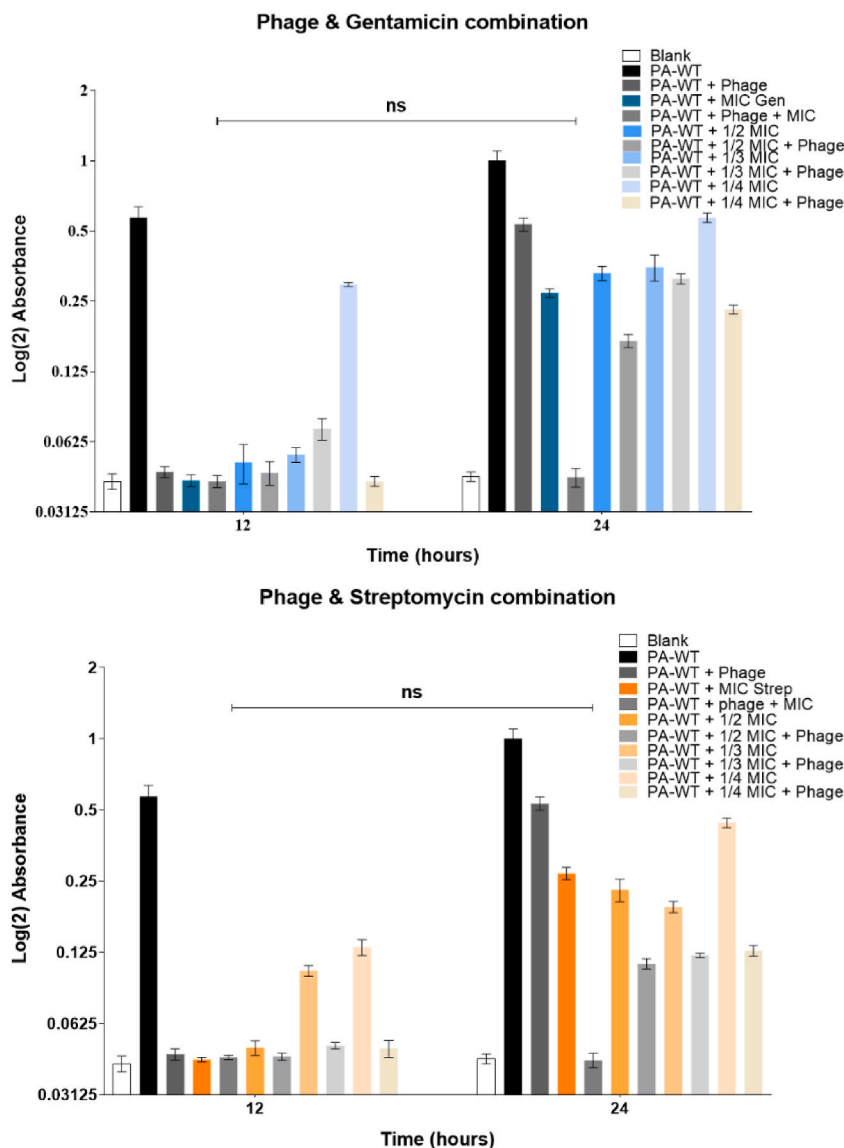 Phage & Gentamicin combination
Blank
PA-WT
PA-WT + Phage
PA-WT + MIC Gen
PA-WT + Phage + MIC
PA-WT + 1/2 MIC
PA-WT + 1/2 MIC + Phage
PA-WT + 1/3 MIC
PA-WT + 1/3 MIC + Phage
PA-WT + 1/4 MIC
PA-WT + 1/4 MIC + Phage
ns
Log(2) Absorbance
2
1
0.5
0.25
0.125
0.0625
0.03125
12
24
Time (hours)
Phage & Streptomycin combination
Blank
PA-WT
PA-WT + Phage
PA-WT + MIC Strep
PA-WT + phage + MIC
PA-WT + 1/2 MIC
PA-WT + 1/2 MIC + Phage
PA-WT + 1/3 MIC
PA-WT + 1/3 MIC + Phage
PA-WT + 1/4 MIC
PA-WT + 1/4 MIC + Phage
ns
Log(2) Absorbance
2
1
0.5
0.25
0.125
0.0625
0.03125
12
24
Time (hours)